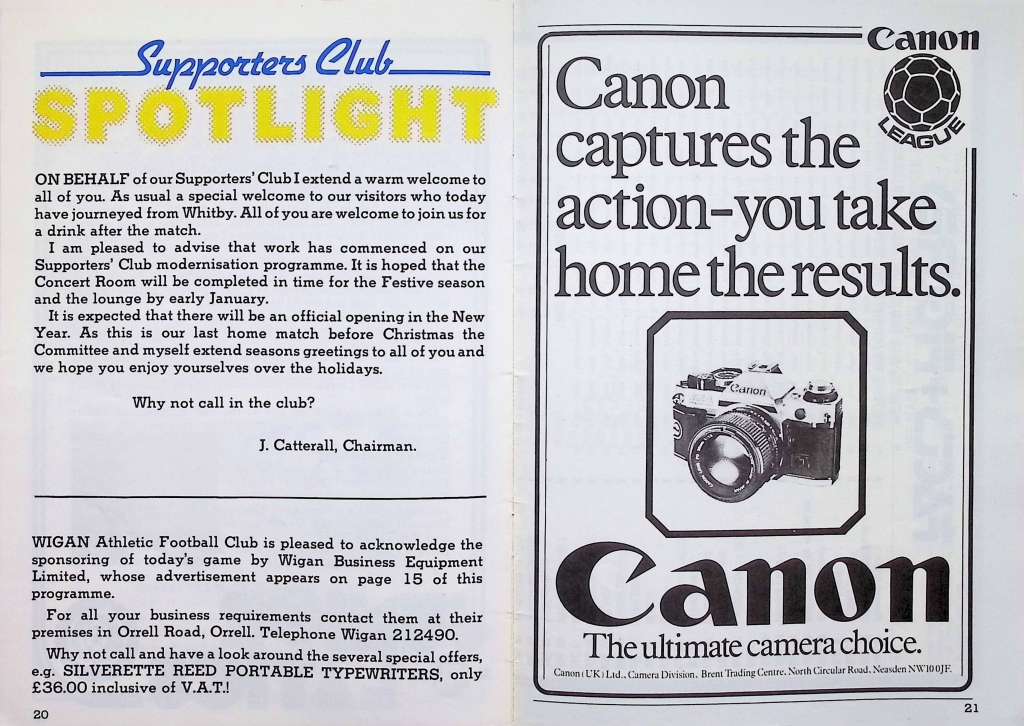 Supporters Club
SPOTLIGHT
ON BEHALF of our Supporters' Club I extend a warm welcome to
all of you. As usual a special welcome to our visitors who today
have journeyed from Whitby. All of you are welcome to join us for
a drink after the match.
I am pleased to advise that work has commenced on our
Supporters' Club modernisation programme. It is hoped that the
Concert Room will be completed in time for the Festive season
and the lounge by early January.
It is expected that there will be an official opening in the New
Year. As this is our last home match before Christmas the
Committee and myself extend seasons greetings to all of you and
we hope you enjoy yourselves over the holidays.
Why not call in the club?
J. Catterall, Chairman.
WIGAN Athletic Football Club is pleased to acknowledge the
sponsoring of today's game by Wigan Business Equipment
Limited, whose advertisement appears on page 15 of this
programme.
For all your business requirements contact them at their
premises in Orrell Road, Orrell. Telephone Wigan 212490.
Why not call and have a look around the several special offers,
e.g. SILVERETTE REED PORTABLE TYPEWRITERS, only
£36.00 inclusive of V.A.T.!
20
Canon
LEAGUE
Canon
captures the
action-you take
home the results.
Canon
Canon
The ultimate camera choice.
Canon (UK) Ltd., Camera Division, Brent Trading Centre, North Circular Road, Neasden NW10 0JF.
21